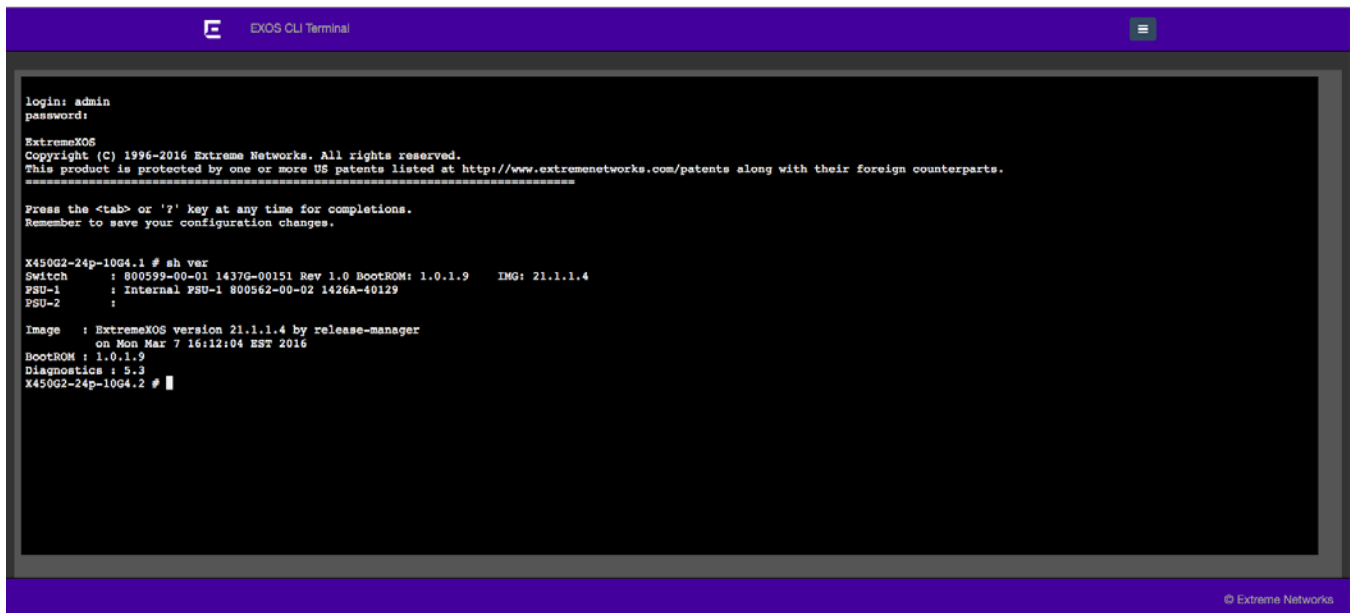 EXOS CLI Terminal
login: admin
password:
ExtremeXOS
Copyright (C) 1996-2016 Extreme Networks. All rights reserved.
This product is protected by one or more US patents listed at http://www.extremenetworks.com/patents along with their foreign counterparts.
==============================================================================
Press the <tab> or '?' key at any time for completions.
Remember to save your configuration changes.
X450G2-24p-10G4.1 # sh ver
Switch      : 800599-00-01 1437G-00151 Rev 1.0 BootROM: 1.0.1.9    IMG: 21.1.1.4
PSU-1       : Internal PSU-1 800562-00-02 1426A-40129
PSU-2       :
Image   : ExtremeXOS version 21.1.1.4 by release-manager
          on Mon Mar 7 16:12:04 EST 2016
BootROM : 1.0.1.9
Diagnostics : 5.3
X450G2-24p-10G4.2 #
© Extreme Networks